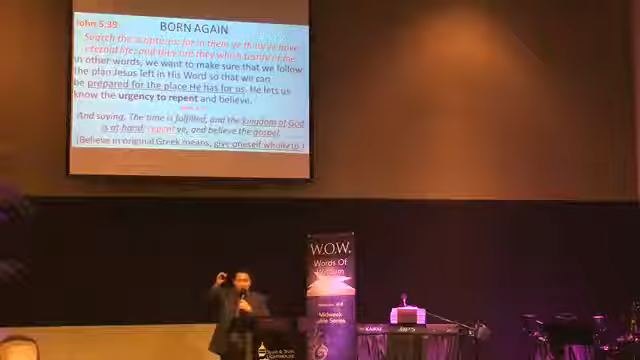 John 5:39
BORN AGAIN
Search the scriptures; for in them ye think ye have
eternal life: and they are they which testify of me.
In other words, we want to make sure that we follow
the plan Jesus left in His Word so that we can
be prepared for the place He has for us. He lets us
know the urgency to repent and believe.
And saying, The time is fulfilled, and the kingdom of God
is at hand: repent ye, and believe the gospel.
(Believe in original Greek means, give oneself wholly to.)
W.O.W.
Words Of
Wisdom
Midweek
Bible Series
KORG